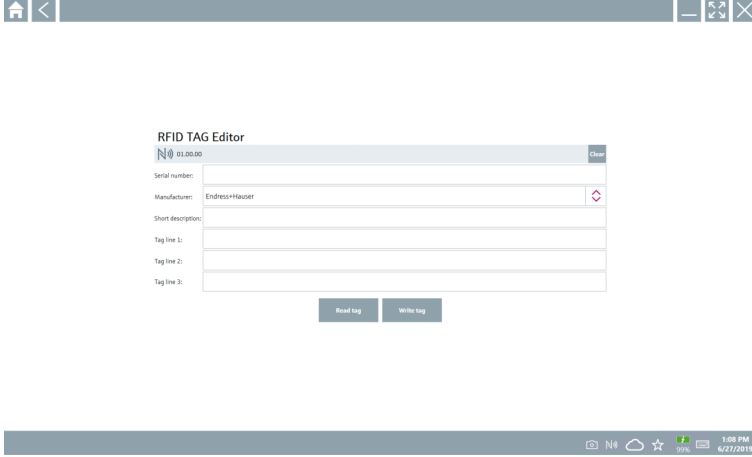 RFID TAG Editor
01.00.00
Clear
Serial number:
Manufacturer: Endress+Hauser
Short description:
Tag line 1:
Tag line 2:
Tag line 3:
Read tag Write tag
99% 1:08 PM
6/27/2019